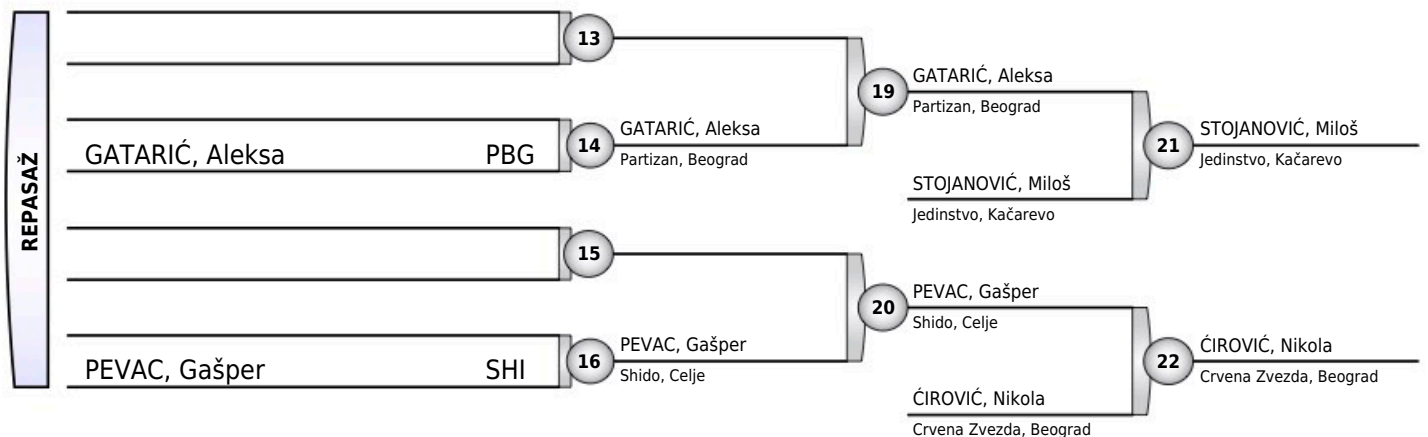 REPASAŽ
13
GATARIĆ, Aleksa PBG
14
GATARIĆ, Aleksa
Partizan, Beograd
19
GATARIĆ, Aleksa
Partizan, Beograd
STOJANOVIĆ, Miloš
Jedinstvo, Kačarevo
21
STOJANOVIĆ, Miloš
Jedinstvo, Kačarevo
15
PEVAC, Gašper SHI
16
PEVAC, Gašper
Shido, Celje
20
PEVAC, Gašper
Shido, Celje
ĆIROVIĆ, Nikola
Crvena Zvezda, Beograd
22
ĆIROVIĆ, Nikola
Crvena Zvezda, Beograd